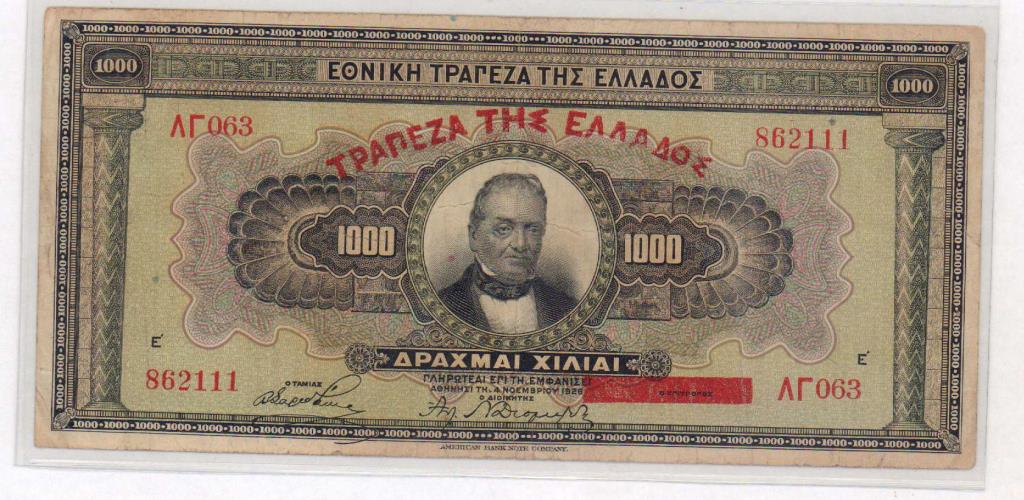 1000 ΕΘΝΙΚΗ ΤΡΑΠΕΖΑ ΤΗΣ ΕΛΛΑΔΟΣ 1000
ΛΓ063 ΤΡΑΠΕΖΑ ΤΗΣ ΕΛΛΑΔΟΣ 862111
1000 1000
Ε΄ ΔΡΑΧΜΑΙ ΧΙΛΙΑΙ Ε΄
862111 ΛΓ063
ΠΛΗΡΩΤΕΑΙ ΕΠΙ ΤΗ ΕΜΦΑΝΙΣΕΙ
Ο ΤΑΜΙΑΣ ΑΘΗΝΗΣΙ ΤΗ 4 ΝΟΕΜΒΡΙΟΥ 1926
Ο ΔΙΟΙΚΗΤΗΣ
AMERICAN BANK NOTE COMPANY.